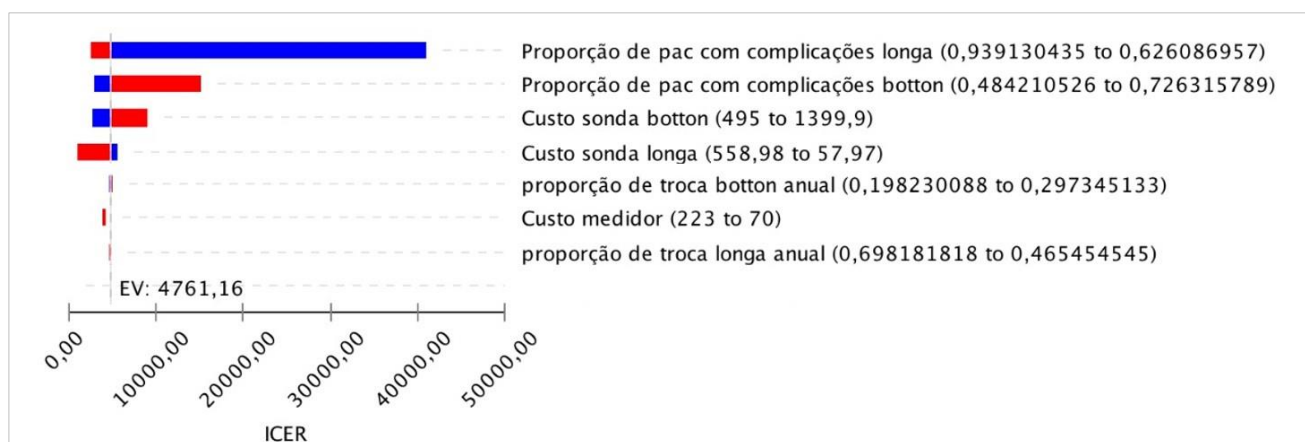 Proporção de pac com complicações longa (0,939130435 to 0,626086957)
Proporção de pac com complicações botton (0,484210526 to 0,726315789)
Custo sonda botton (495 to 1399,9)
Custo sonda longa (558,98 to 57,97)
proporção de troca botton anual (0,198230088 to 0,297345133)
Custo medidor (223 to 70)
proporção de troca longa anual (0,698181818 to 0,465454545)
EV: 4761,16
0,00
10000,00
20000,00
30000,00
40000,00
50000,00
ICER